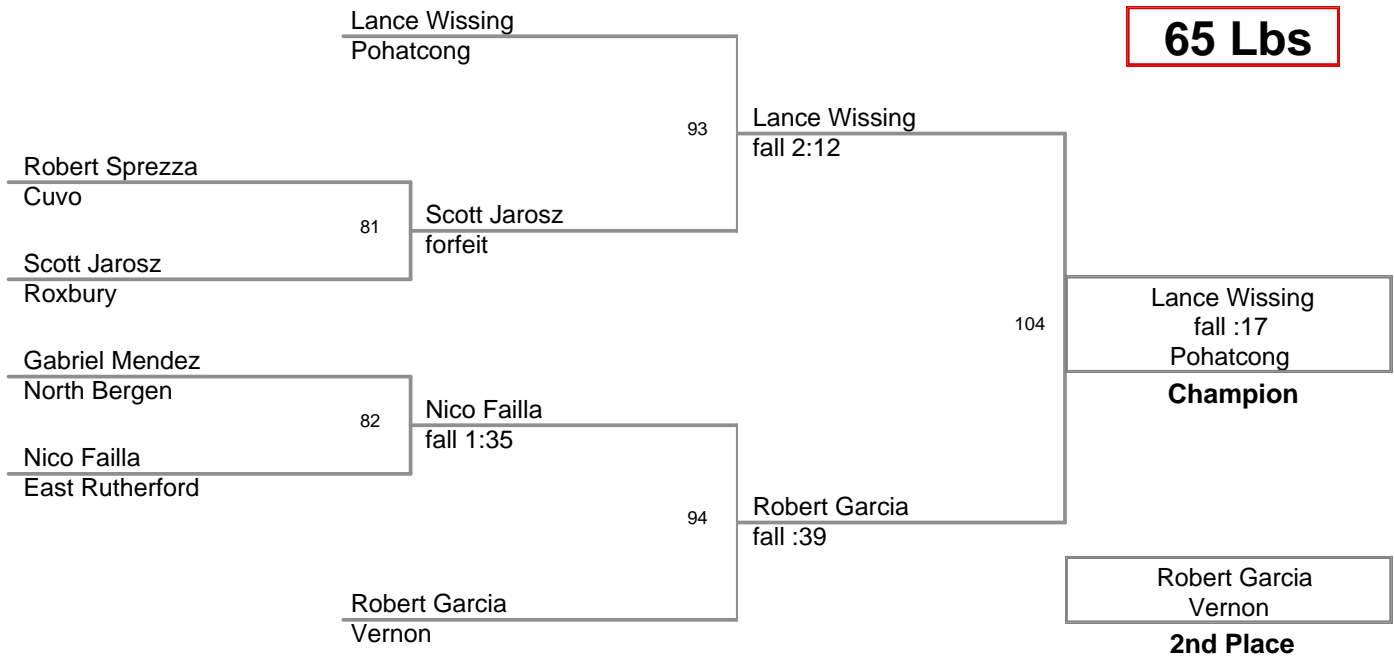 Lance Wissing
Pohatcong
65 Lbs
93
Lance Wissing
fall 2:12
Robert Sprezza
Cuvo
81
Scott Jarosz
forfeit
Scott Jarosz
Roxbury
104
Lance Wissing
fall :17
Pohatcong
Champion
Gabriel Mendez
North Bergen
82
Nico Failla
fall 1:35
Nico Failla
East Rutherford
94
Robert Garcia
fall :39
Robert Garcia
Vernon
Robert Garcia
Vernon
2nd Place